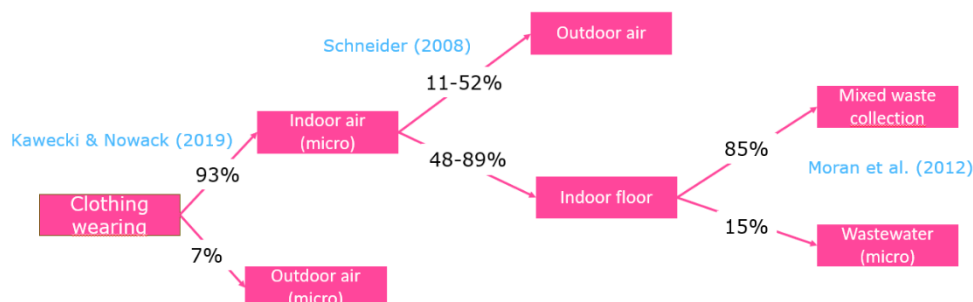 Schneider (2008)
Outdoor air
11-52%
Kawecki & Nowack (2019)
Indoor air
(micro)
Mixed waste
collection
93%
48-89%
85%
Moran et al. (2012)
Clothing
wearing
Indoor floor
7%
15%
Wastewater
(micro)
Outdoor air
(micro)